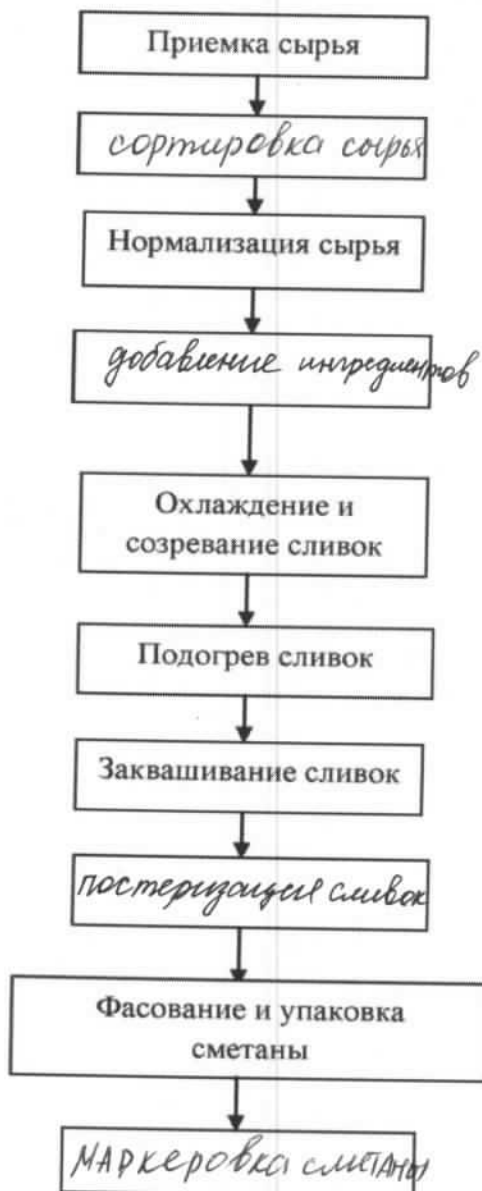 Приемка сырья
сортировка сырья
Нормализация сырья
добавление ингредиентов
Охлаждение и
созревание сливок
Подогрев сливок
Заквашивание сливок
постеризация сливок
Фасование и упаковка
сметаны
МАРКЕРОВКА СМЕТАНЫ